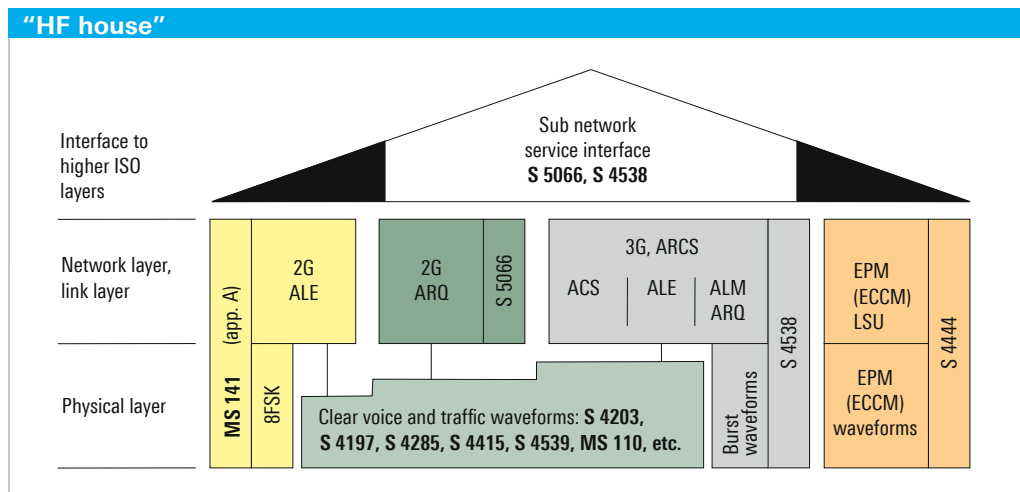 “HF house”
Interface to
higher ISO
layers
Sub network
service interface
S 5066, S 4538
Network layer,
link layer
MS 141 (app. A)
2G
ALE
2G
ARQ
S 5066
3G, ARCS
ACS
ALE
ALM
ARQ
S 4538
EPM
(ECCM)
LSU
S 4444
Physical layer
8FSK
Clear voice and traffic waveforms: S 4203,
S 4197, S 4285, S 4415, S 4539, MS 110, etc.
Burst
waveforms
EPM
(ECCM)
waveforms